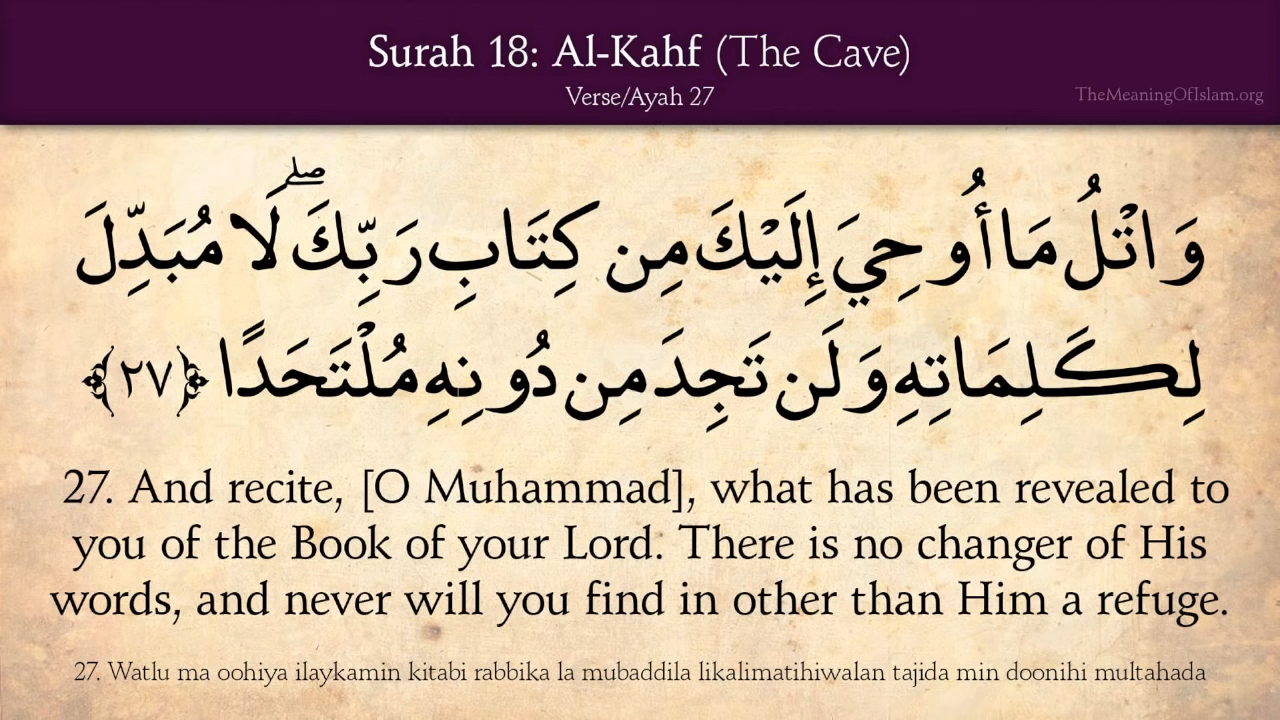 Surah 18: Al-Kahf (The Cave)
Verse/Ayah 27
TheMeaningOfIslam.org
وَاتْلُ مَا أُوحِيَ إِلَيْكَ مِن كِتَابِ رَبِّكَ ۖ لَا مُبَدِّلَ
لِكَلِمَاتِهِ وَلَن تَجِدَ مِن دُونِهِ مُلْتَحَدًا ﴿٢٧﴾
27. And recite, [O Muhammad], what has been revealed to
you of the Book of your Lord. There is no changer of His
words, and never will you find in other than Him a refuge.
27. Watlu ma oohiya ilaykamin kitabi rabbika la mubaddila likalimatihiwalan tajida min doonihi multahada